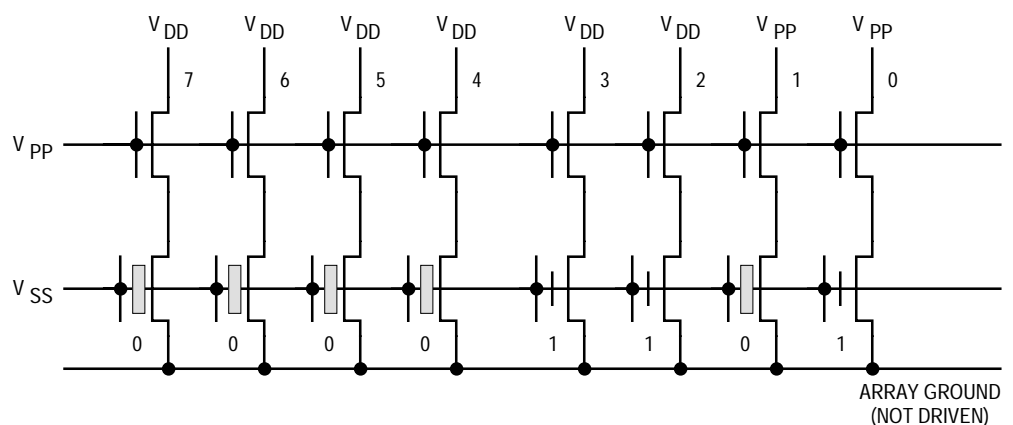 V DD V DD V DD V DD V DD V DD V PP V PP
7 6 5 4 3 2 1 0
V PP
V SS
0 0 0 0 1 1 0 1
ARRAY GROUND
(NOT DRIVEN)